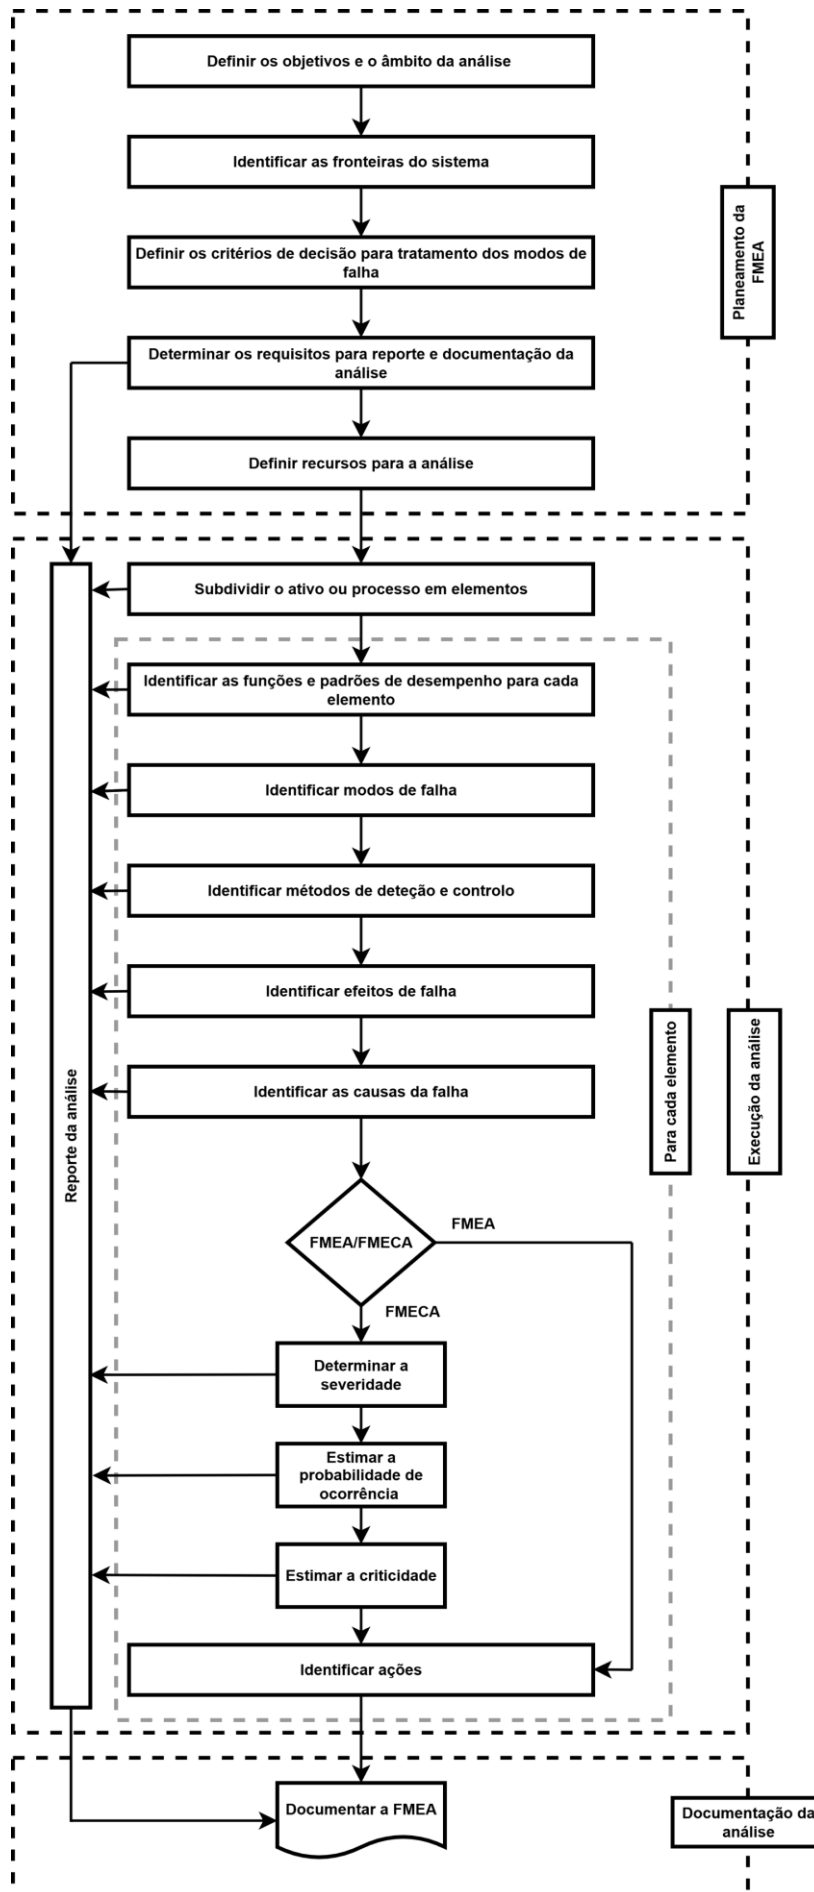 Definir os objetivos e o âmbito da análise
Identificar as fronteiras do sistema
Definir os critérios de decisão para tratamento dos modos de
falha
Planeamento da
FMEA
Determinar os requisitos para reporte e documentação da
análise
Definir recursos para a análise
Subdividir o ativo ou processo em elementos
Identificar as funções e padrões de desempenho para cada
elemento
Identificar modos de falha
Identificar métodos de deteção e controlo
Identificar efeitos de falha
Identificar as causas da falha
Reporte da análise
Para cada elemento
Execução da análise
FMEA/FMECA
FMEA
FMECA
Determinar a
severidade
Estimar a
probabilidade de
ocorrência
Estimar a criticidade
Identificar ações
Documentar a FMEA
Documentação da
análise